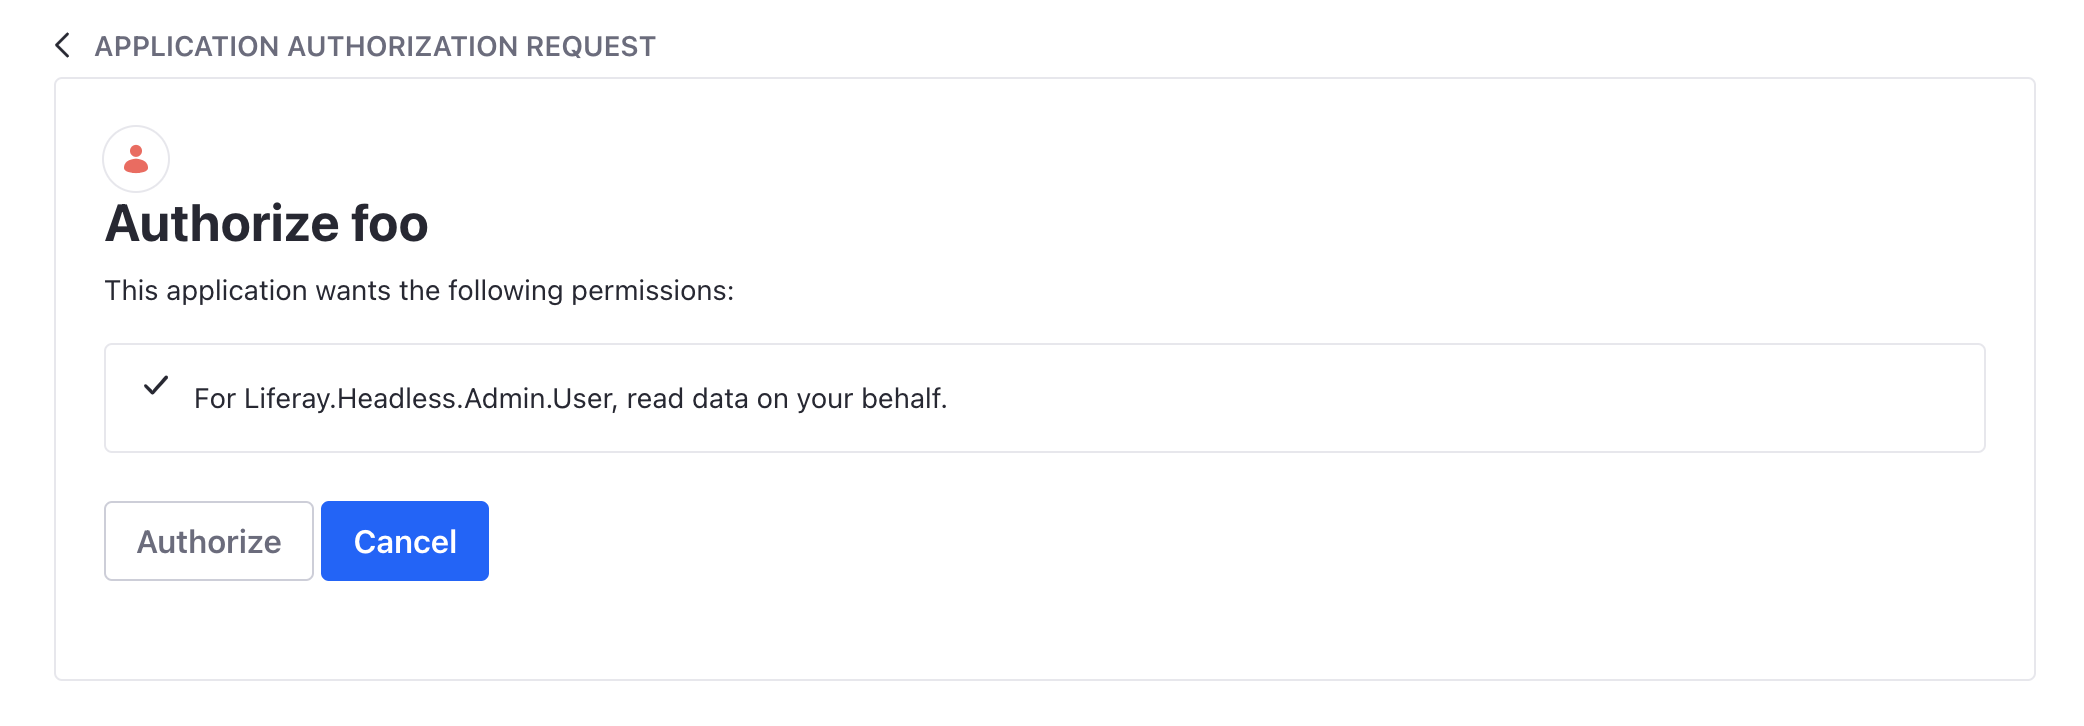 APPLICATION AUTHORIZATION REQUEST
Authorize foo
This application wants the following permissions:
For Liferay.Headless.Admin.User, read data on your behalf.
Authorize Cancel